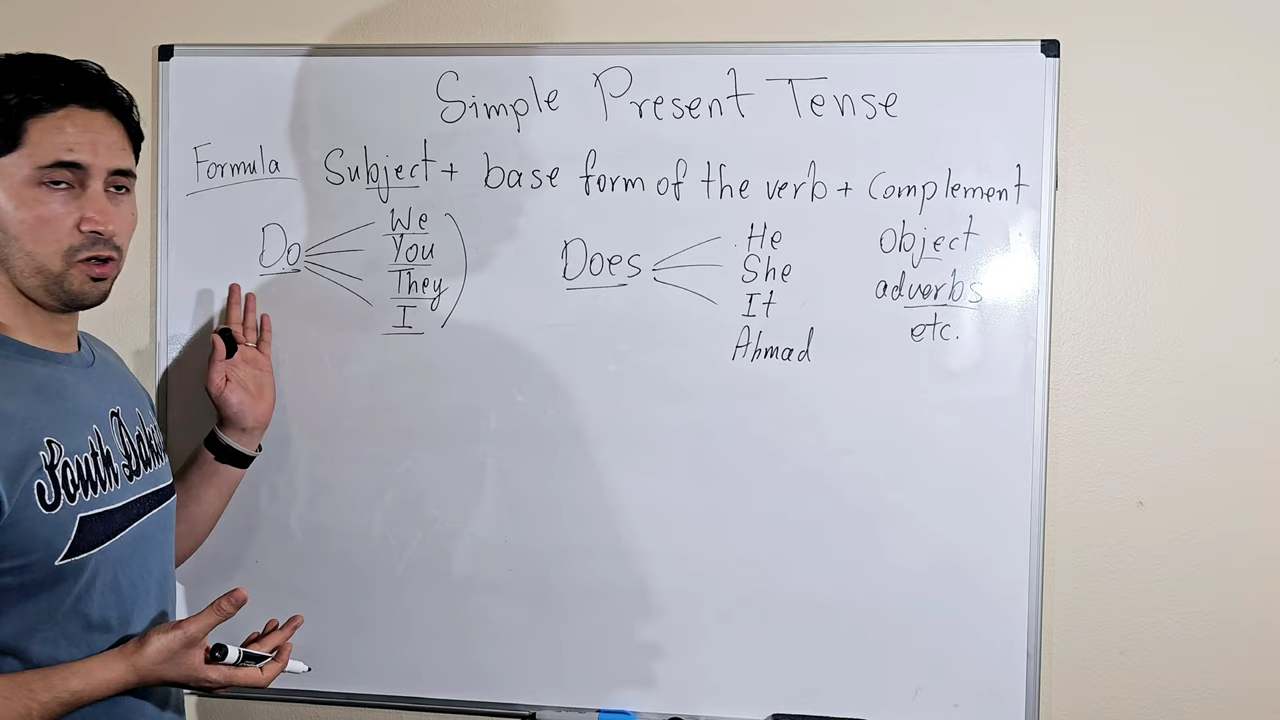 Simple Present Tense
Formula Subject + base form of the verb + Complement
Do
We
You
They
I
Does
He
She
It
Ahmad
Object
adverbs
etc.
South Dak